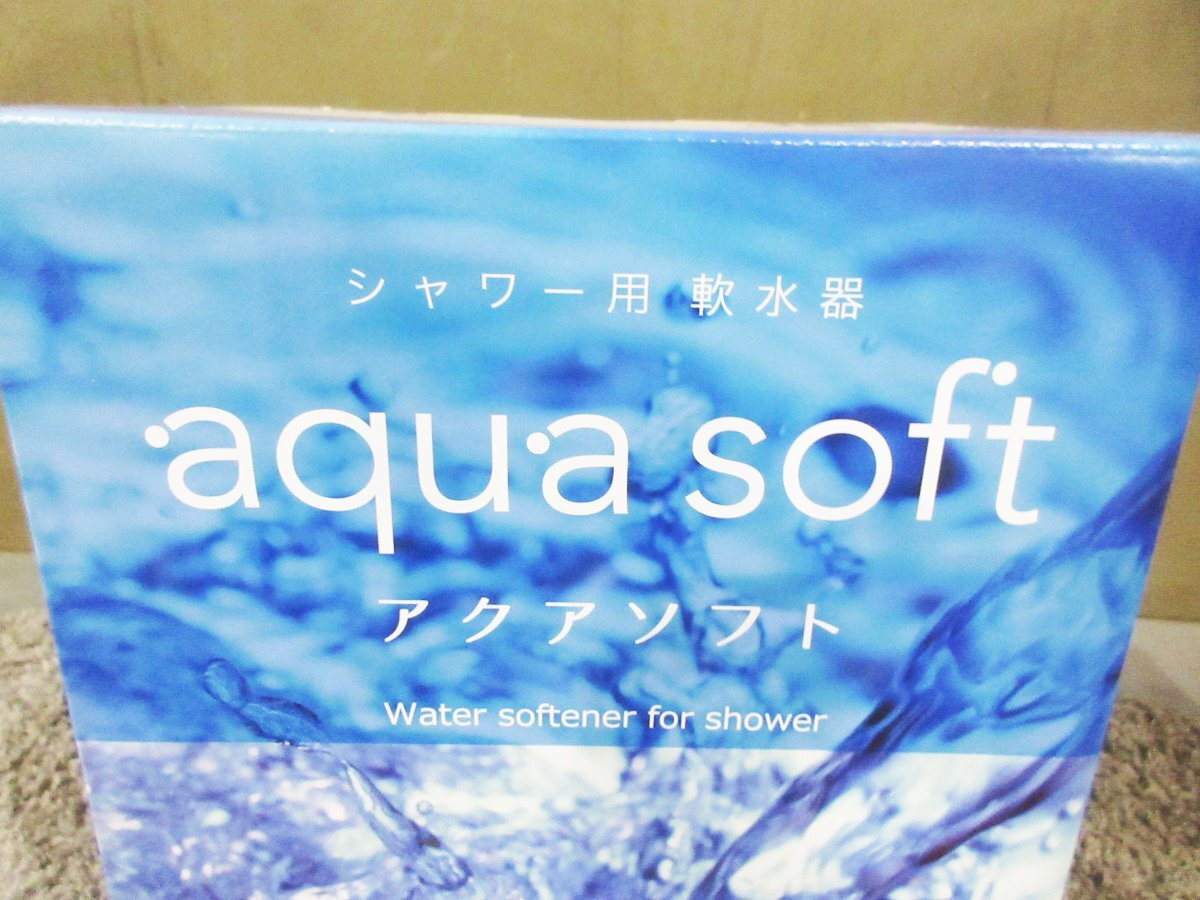 シャワー用 軟水器
aqua soft
アクアソフト
Water softener for shower